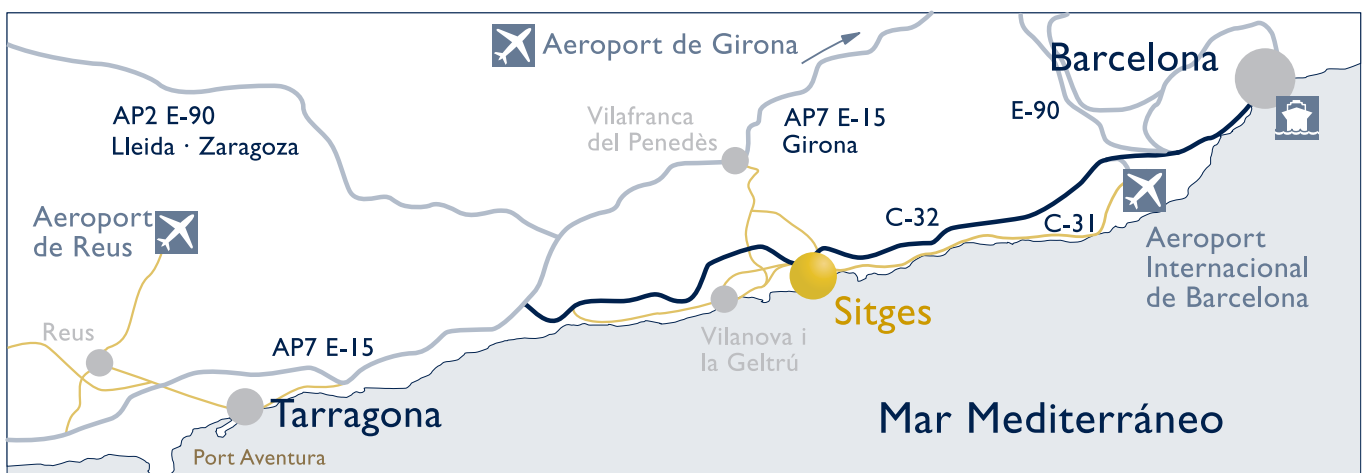 Aeroport de Girona
Barcelona
AP2 E-90
Lleida · Zaragoza
Vilafranca
del Penedès
AP7 E-15
Girona
E-90
Aeroport
de Reus
C-32
C-31
Aeroport
Internacional
de Barcelona
Sitges
Reus
AP7 E-15
Vilanova i
la Geltrú
Tarragona
Mar Mediterráneo
Port Aventura